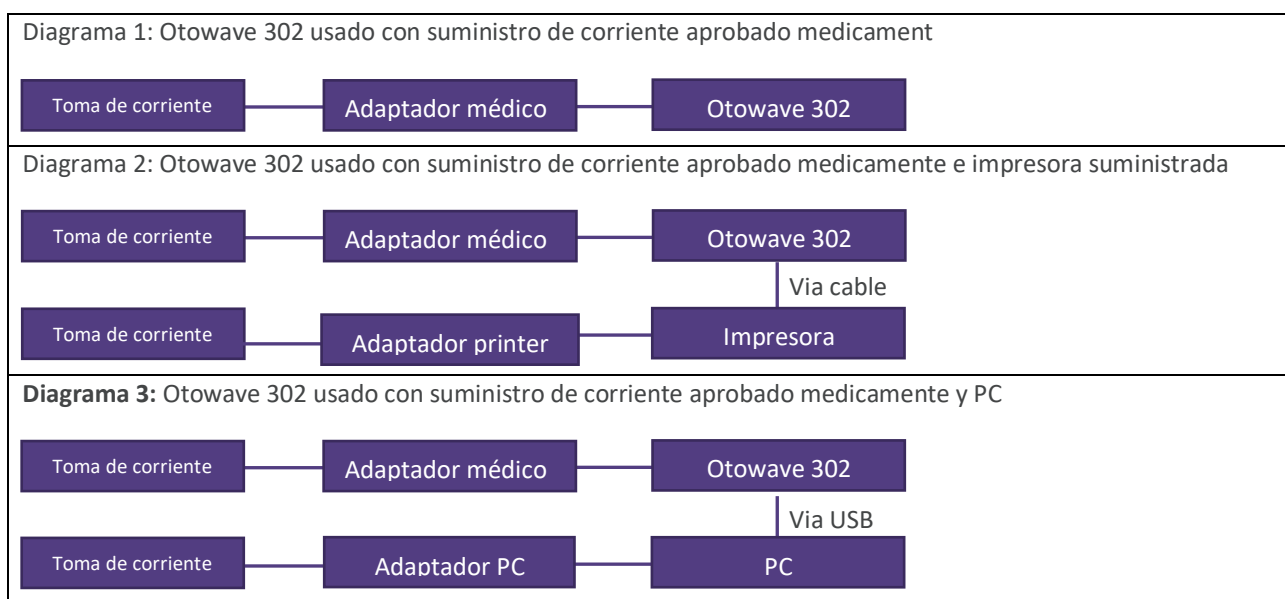 Diagrama 1: Otowave 302 usado con suministro de corriente aprobado medicament
Toma de corriente
Adaptador médico
Otowave 302
Diagrama 2: Otowave 302 usado con suministro de corriente aprobado medicamente e impresora suministrada
Toma de corriente
Adaptador médico
Otowave 302
Via cable
Toma de corriente
Adaptador printer
Impresora
Diagrama 3: Otowave 302 usado con suministro de corriente aprobado medicamente y PC
Toma de corriente
Adaptador médico
Otowave 302
Via USB
Toma de corriente
Adaptador PC
PC